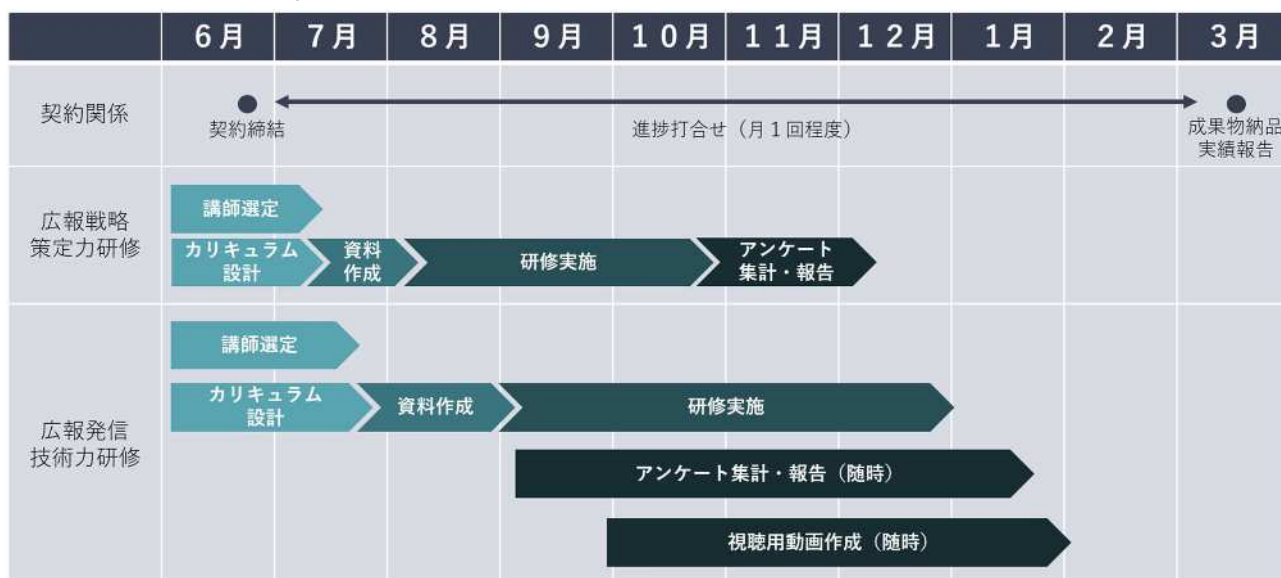 6月 7月 8月 9月 10月 11月 12月 1月 2月 3月
契約関係
契約締結
進捗打合せ（月1回程度）
成果物納品
実績報告
広報戦略
策定力研修
講師選定
カリキュラム
設計
資料
作成
研修実施
アンケート
集計・報告
広報発信
技術力研修
講師選定
カリキュラム
設計
資料作成
研修実施
アンケート集計・報告（随時）
視聴用動画作成（随時）